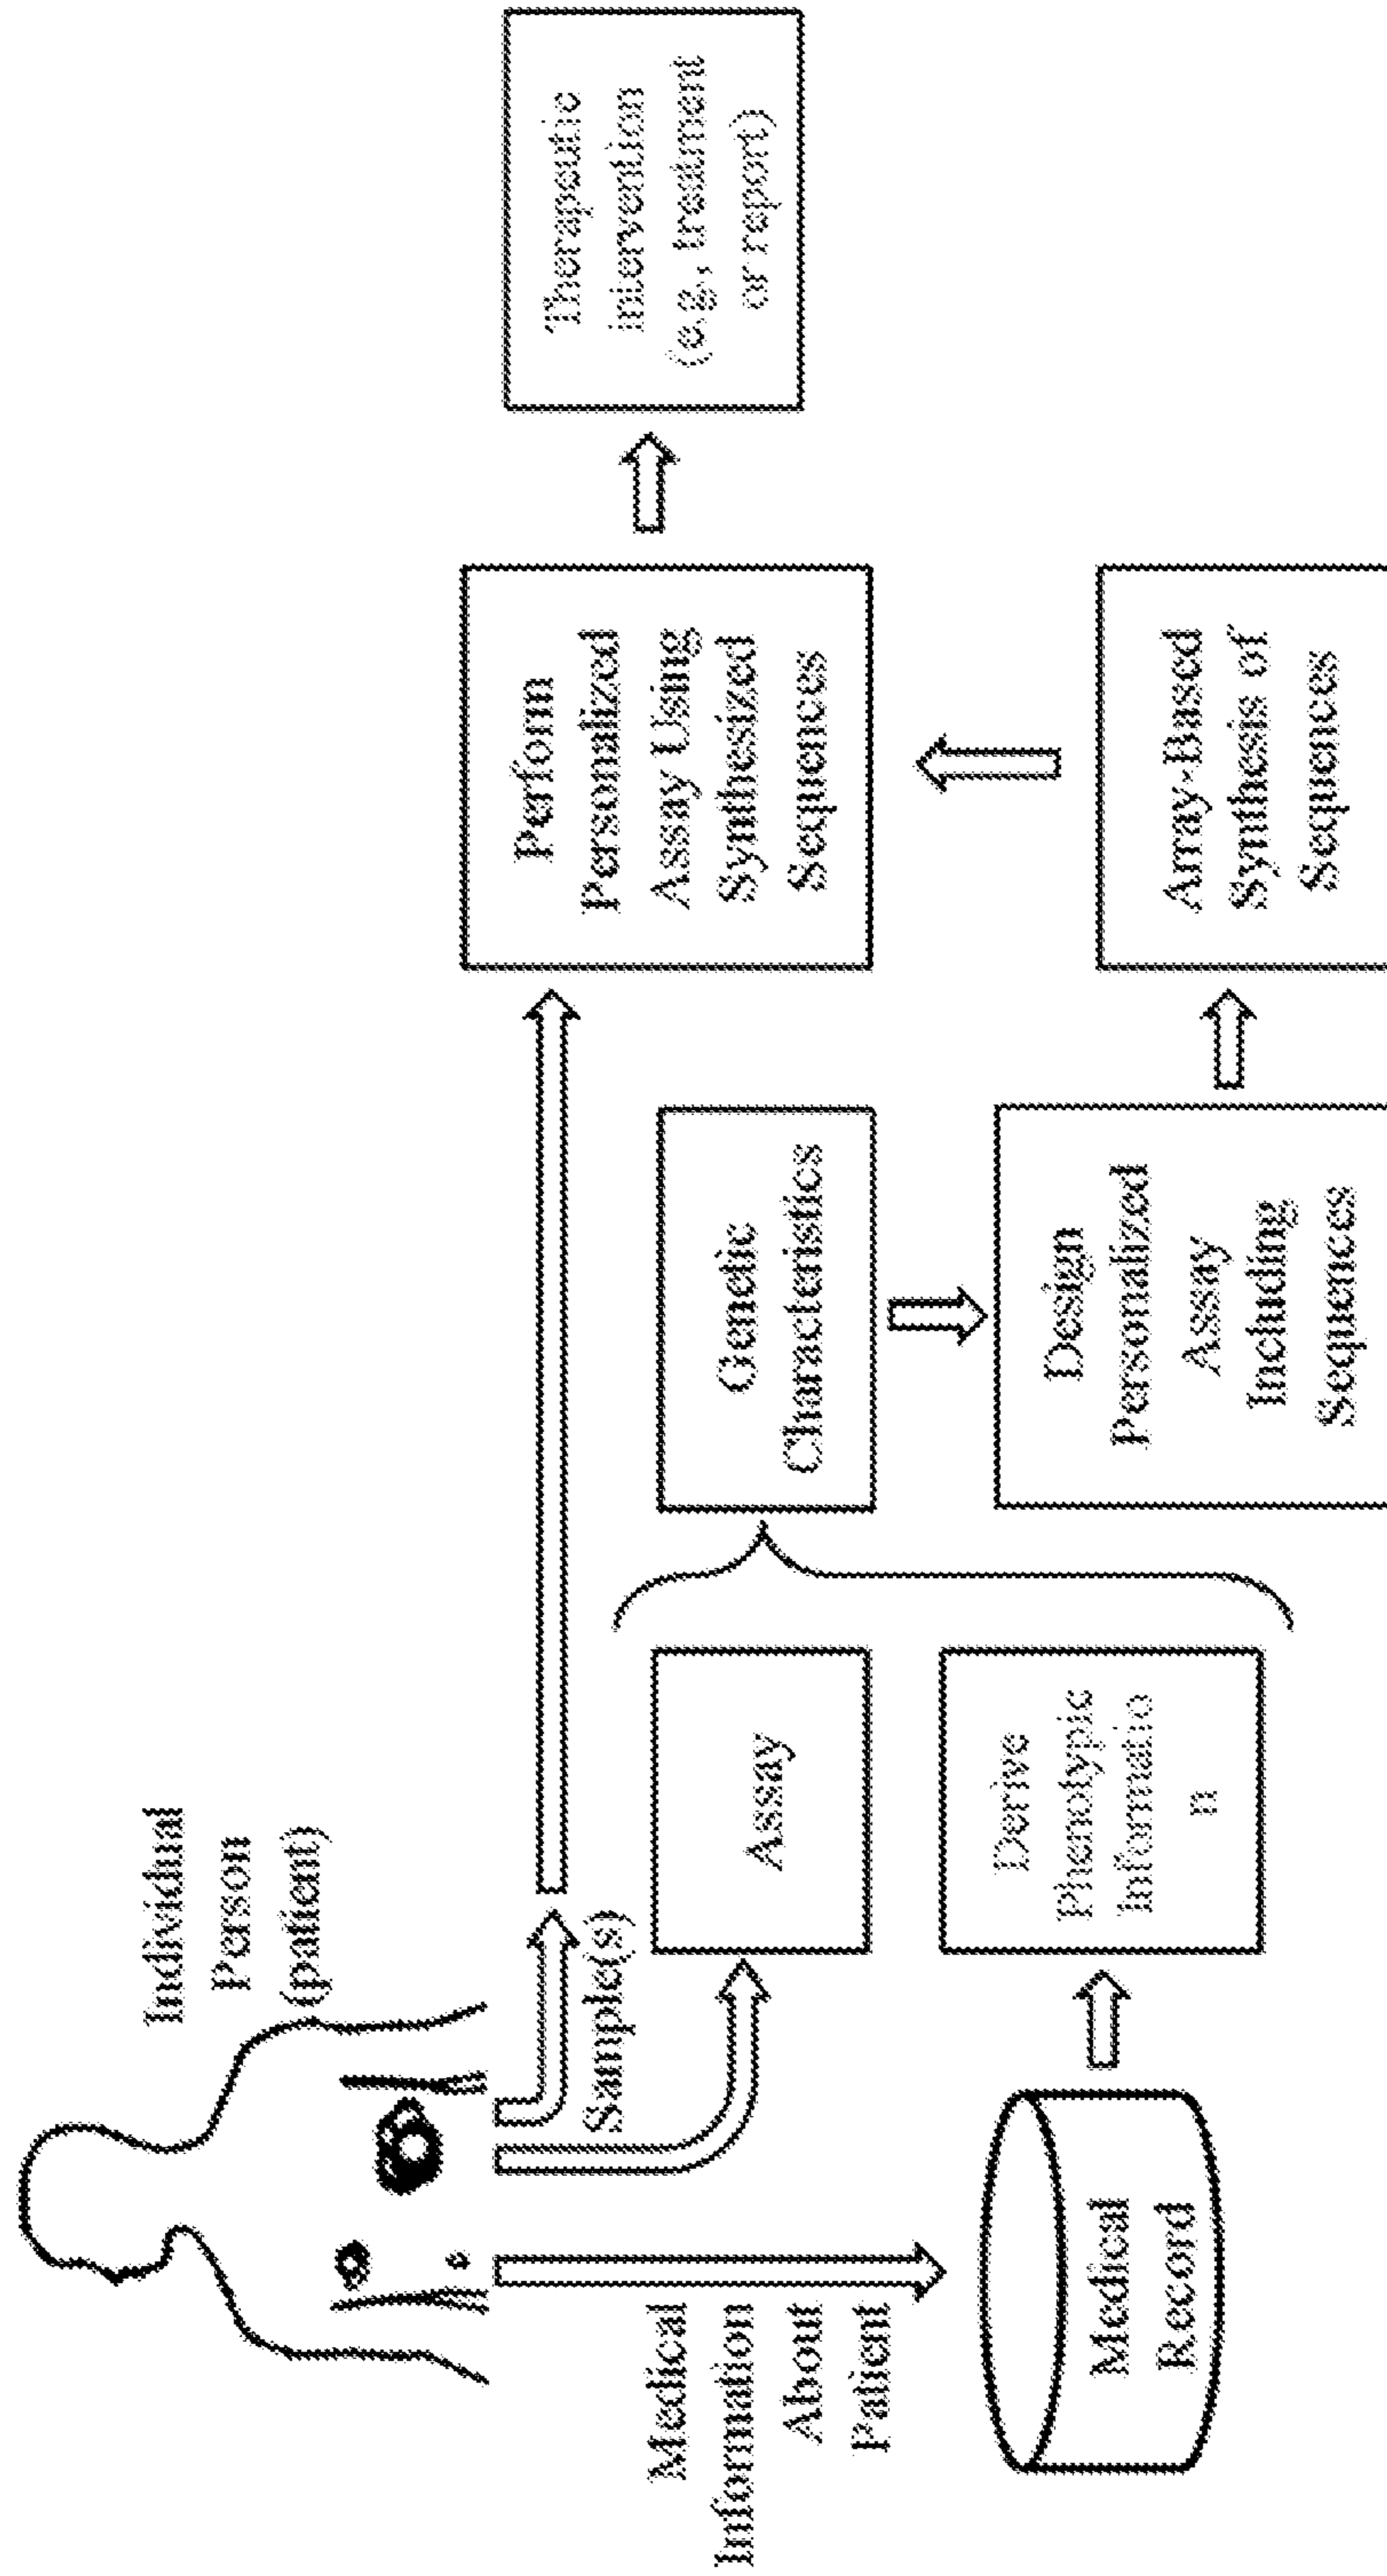 Individual
Person
(patient)
Sample(s)
Medical
Information
About
Patient
Medical
Record
Assay
Derive
Phenotypic
Informatio
n
Genetic
Characteristics
Design
Personalized
Assay
Including
Sequences
Array-Based
Synthesis of
Sequences
Perform
Personalized
Assay Using
Synthesized
Sequences
Therapeutic
intervention
(e.g., treatment
or report)